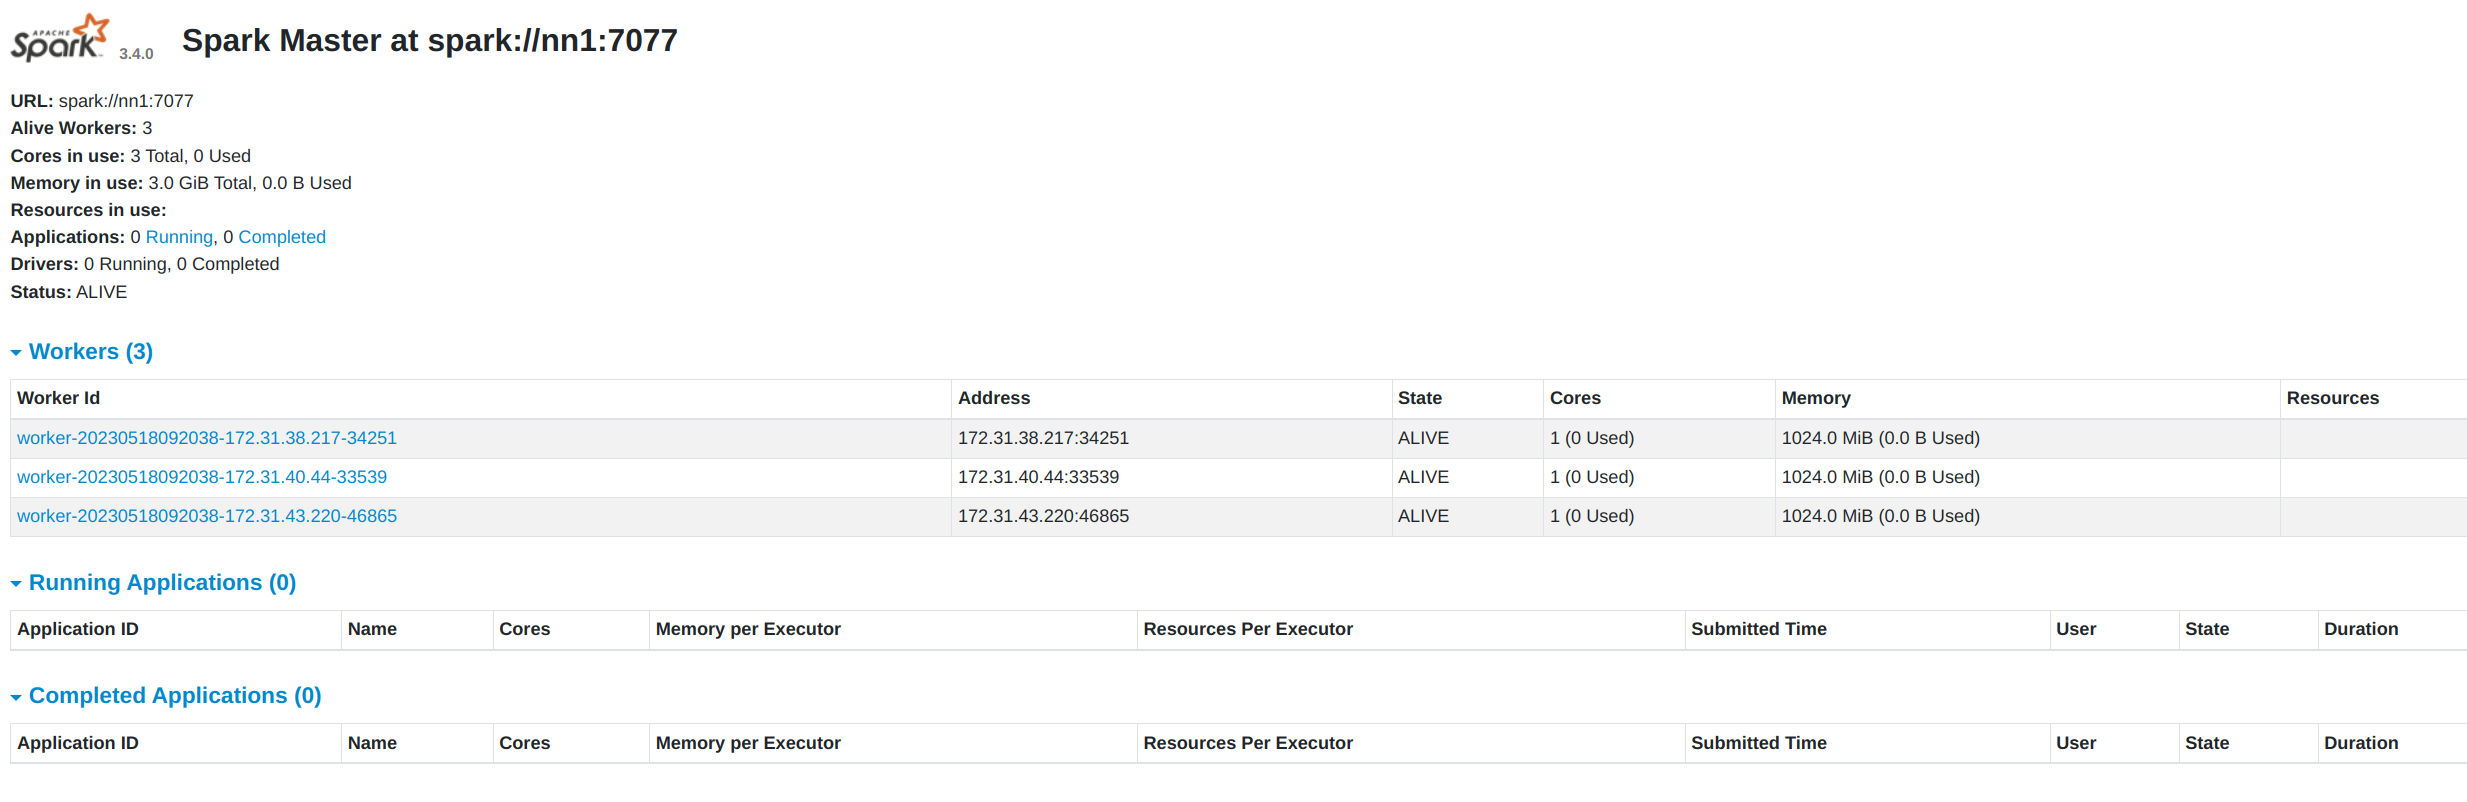 APACHE
Spark 3.4.0 Spark Master at spark://nn1:7077
URL: spark://nn1:7077
Alive Workers: 3
Cores in use: 3 Total, 0 Used
Memory in use: 3.0 GiB Total, 0.0 B Used
Resources in use:
Applications: 0 Running, 0 Completed
Drivers: 0 Running, 0 Completed
Status: ALIVE
Workers (3)
Worker Id Address State Cores Memory Resources
worker-20230518092038-172.31.38.217-34251 172.31.38.217:34251 ALIVE 1 (0 Used) 1024.0 MiB (0.0 B Used)
worker-20230518092038-172.31.40.44-33539 172.31.40.44:33539 ALIVE 1 (0 Used) 1024.0 MiB (0.0 B Used)
worker-20230518092038-172.31.43.220-46865 172.31.43.220:46865 ALIVE 1 (0 Used) 1024.0 MiB (0.0 B Used)
Running Applications (0)
Application ID Name Cores Memory per Executor Resources Per Executor Submitted Time User State Duration
Completed Applications (0)
Application ID Name Cores Memory per Executor Resources Per Executor Submitted Time User State Duration